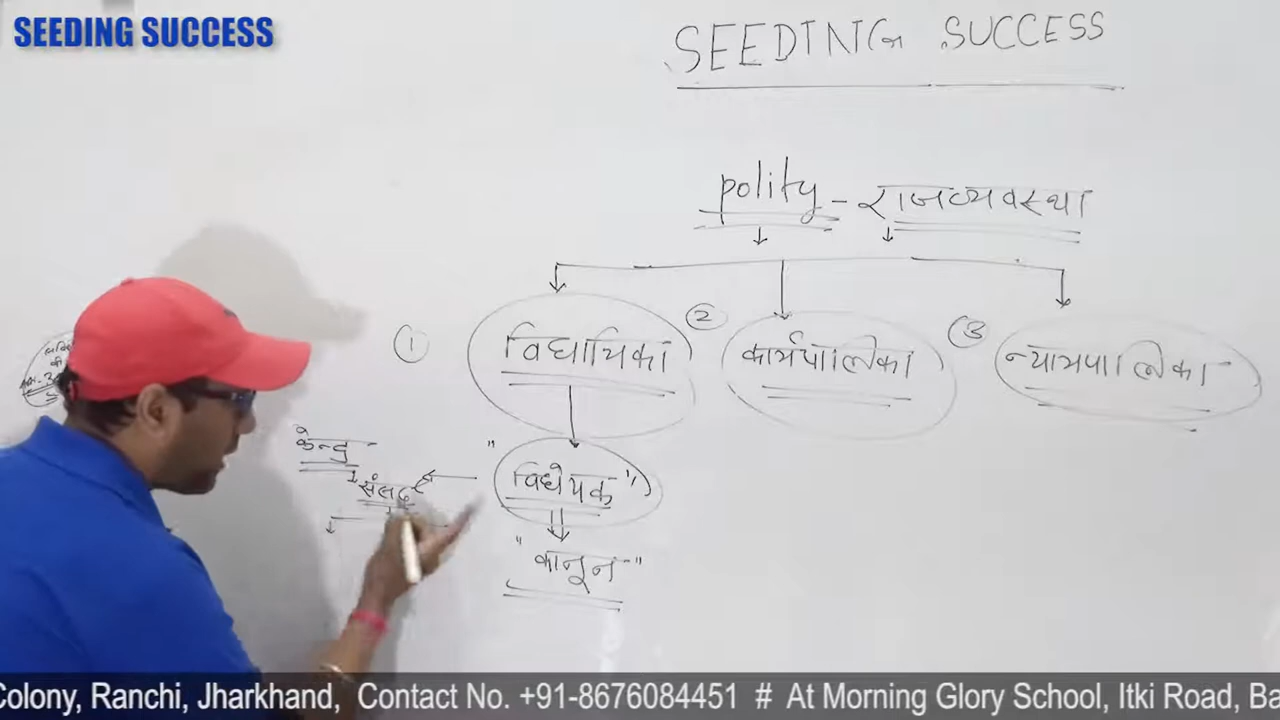 SEEDING SUCCESS
SEEDING SUCCESS
polity - राजव्यवस्था
① विधायिका ② कार्यपालिका ③ न्यायपालिका
केन्द्र
संसद
"विधेयक"
"कानून"
Colony, Ranchi, Jharkhand, Contact No. +91-8676084451 # At Morning Glory School, Itki Road, Ba